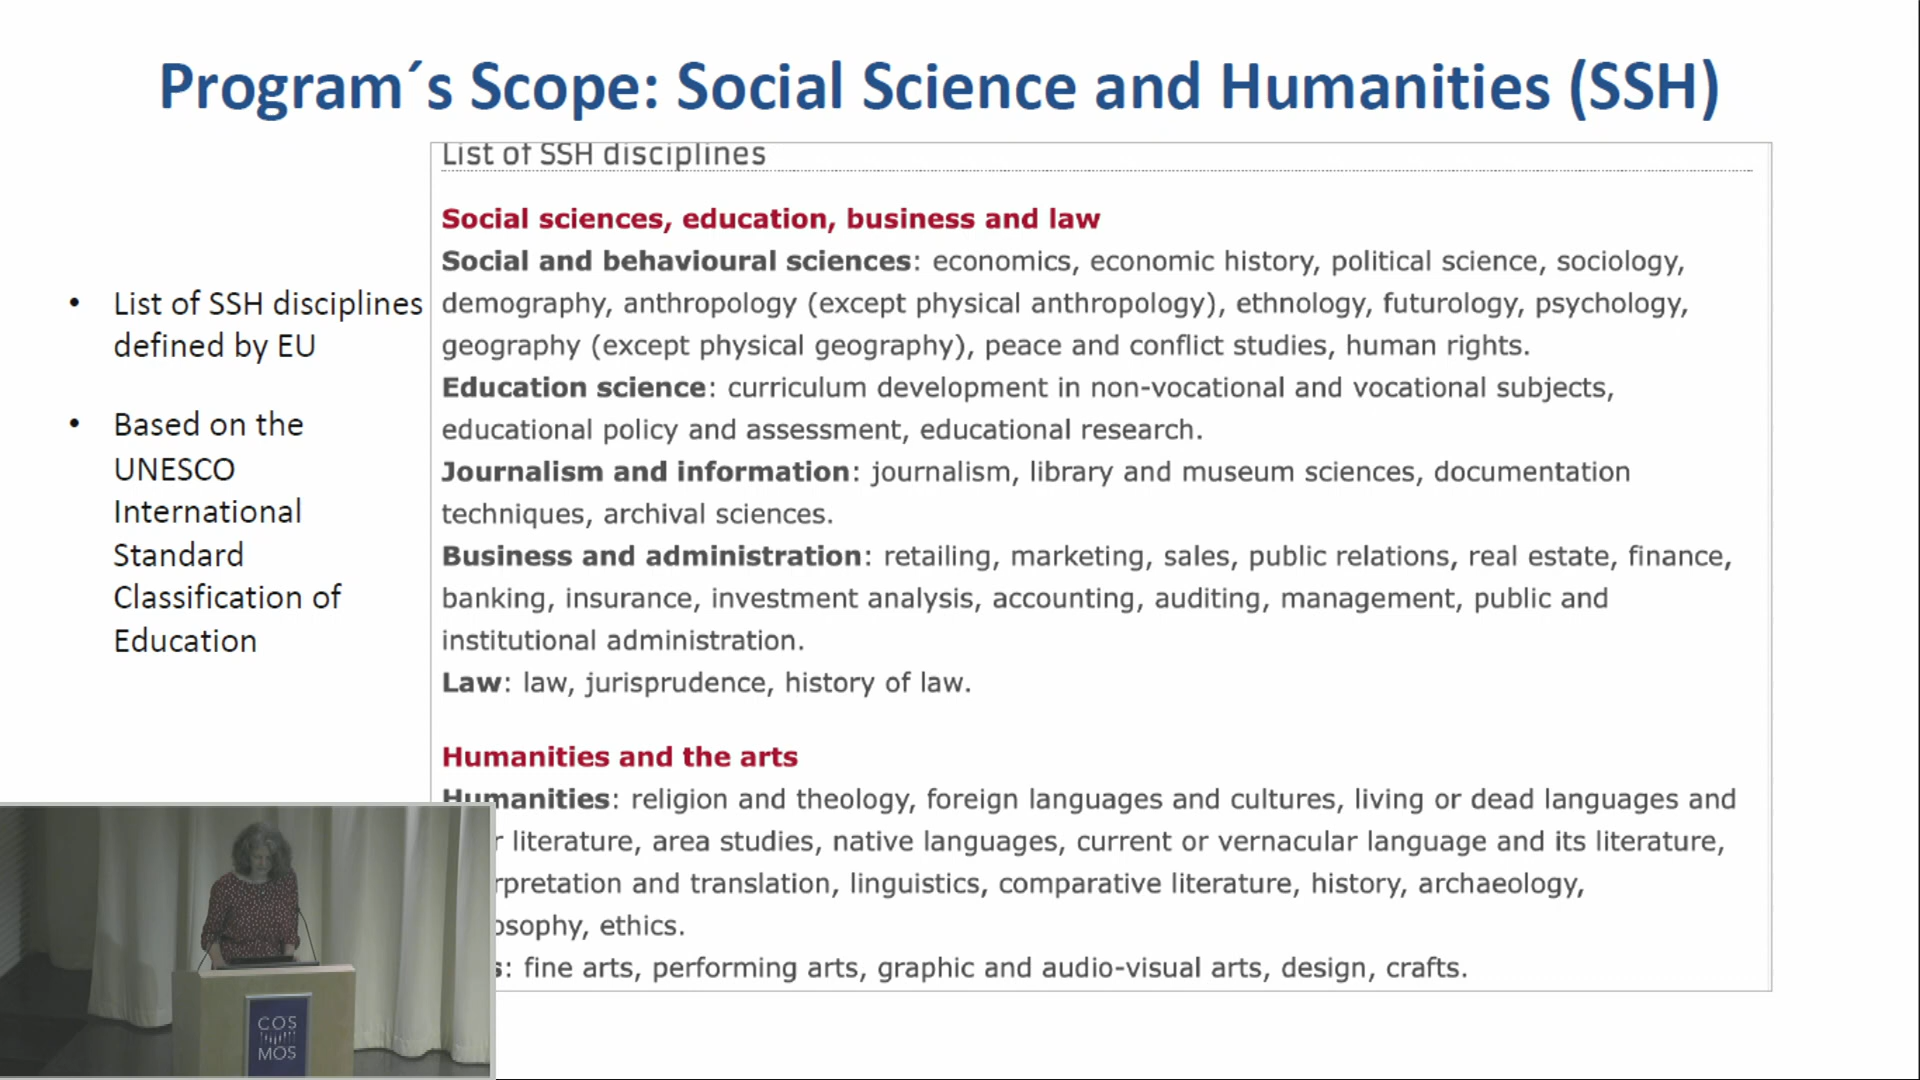 Program´s Scope: Social Science and Humanities (SSH)
• List of SSH disciplines
defined by EU
• Based on the
UNESCO
International
Standard
Classification of
Education
List of SSH disciplines
Social sciences, education, business and law
Social and behavioural sciences: economics, economic history, political science, sociology,
demography, anthropology (except physical anthropology), ethnology, futurology, psychology,
geography (except physical geography), peace and conflict studies, human rights.
Education science: curriculum development in non-vocational and vocational subjects,
educational policy and assessment, educational research.
Journalism and information: journalism, library and museum sciences, documentation
techniques, archival sciences.
Business and administration: retailing, marketing, sales, public relations, real estate, finance,
banking, insurance, investment analysis, accounting, auditing, management, public and
institutional administration.
Law: law, jurisprudence, history of law.
Humanities and the arts
Humanities: religion and theology, foreign languages and cultures, living or dead languages and
literature, area studies, native languages, current or vernacular language and its literature,
and translation, linguistics, comparative literature, history, archaeology,
ethics.
fine arts, performing arts, graphic and audio-visual arts, design, crafts.
COS
MOS